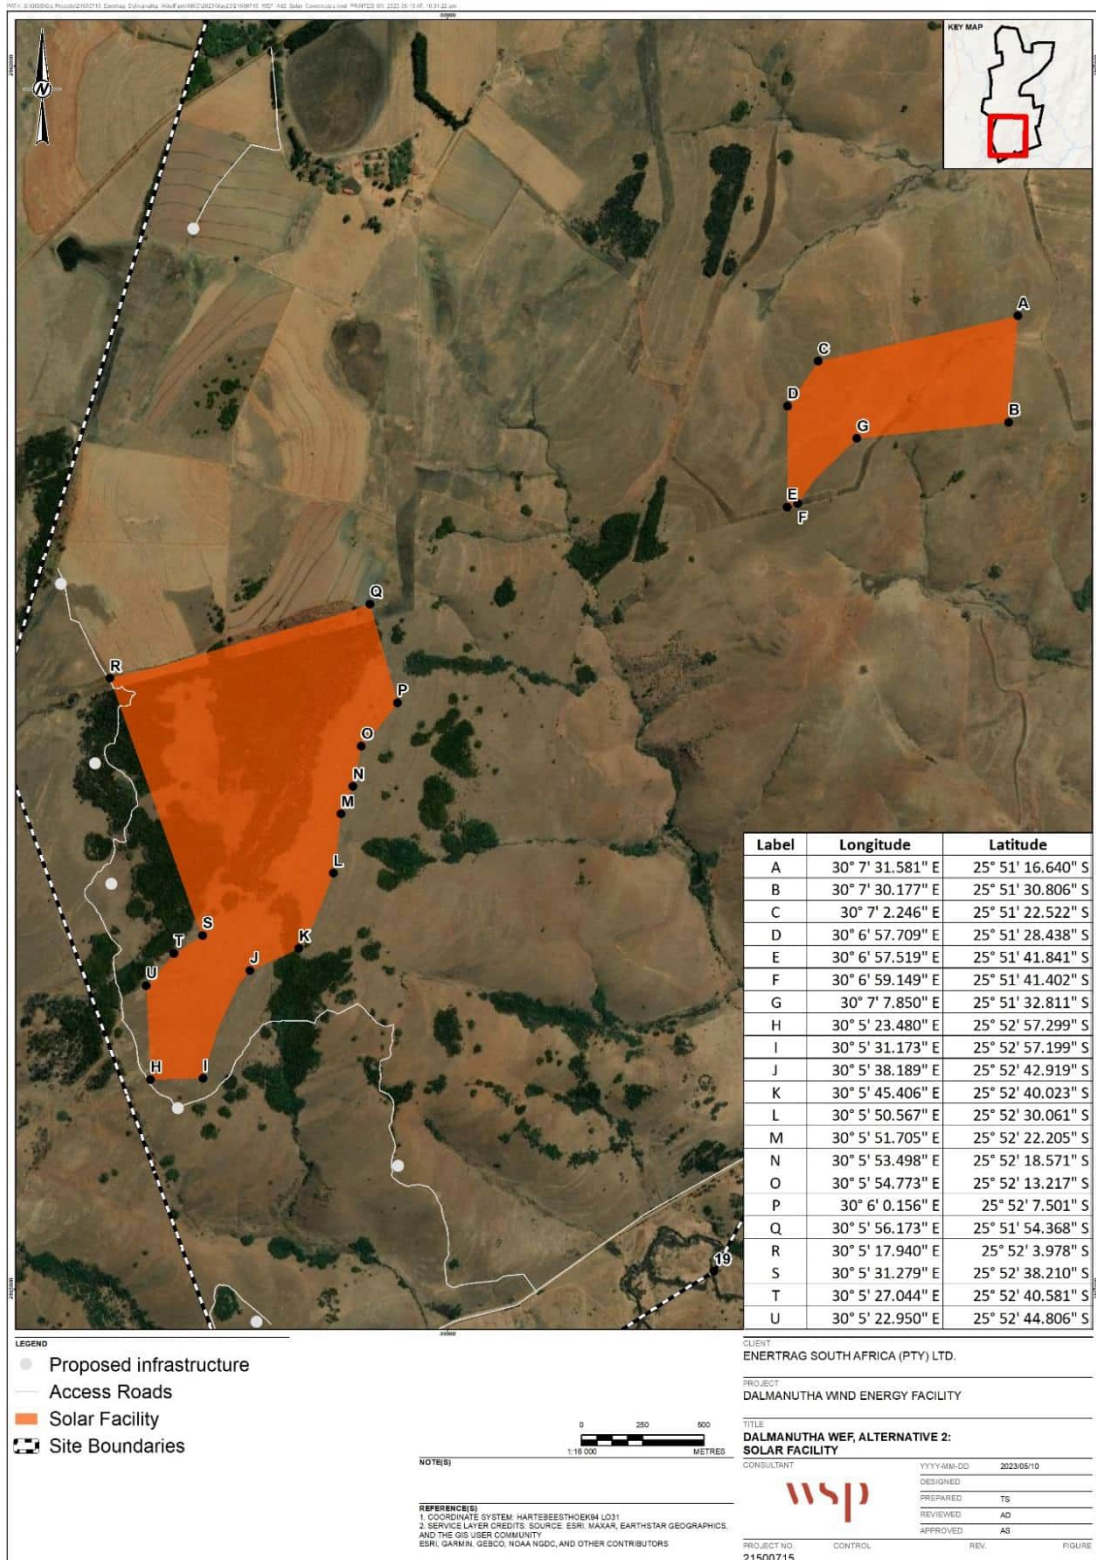 KEY MAP
N
A
C
D
B
G
E
F
Q
R
P
O
N
M
L
S
K
T
J
U
H
I
19
Label Longitude Latitude
A 30° 7' 31.581" E 25° 51' 16.640" S
B 30° 7' 30.177" E 25° 51' 30.806" S
C 30° 7' 2.246" E 25° 51' 22.522" S
D 30° 6' 57.709" E 25° 51' 28.438" S
E 30° 6' 57.519" E 25° 51' 41.841" S
F 30° 6' 59.149" E 25° 51' 41.402" S
G 30° 7' 7.850" E 25° 51' 32.811" S
H 30° 5' 23.480" E 25° 52' 57.299" S
I 30° 5' 31.173" E 25° 52' 57.199" S
J 30° 5' 38.189" E 25° 52' 42.919" S
K 30° 5' 45.406" E 25° 52' 40.023" S
L 30° 5' 50.567" E 25° 52' 30.061" S
M 30° 5' 51.705" E 25° 52' 22.205" S
N 30° 5' 53.498" E 25° 52' 18.571" S
O 30° 5' 54.773" E 25° 52' 13.217" S
P 30° 6' 0.156" E 25° 52' 7.501" S
Q 30° 5' 56.173" E 25° 51' 54.368" S
R 30° 5' 17.940" E 25° 52' 3.978" S
S 30° 5' 31.279" E 25° 52' 38.210" S
T 30° 5' 27.044" E 25° 52' 40.581" S
U 30° 5' 22.950" E 25° 52' 44.806" S
LEGEND
Proposed infrastructure
Access Roads
Solar Facility
Site Boundaries
0 250 500
1:16 000 METRES
NOTE(S)
REFERENCE(S)
1. COORDINATE SYSTEM: HARTEBEESTHOEK94 LO31
2. SERVICE LAYER CREDITS: SOURCE: ESRI, MAXAR, EARTHSTAR GEOGRAPHICS,
AND THE GIS USER COMMUNITY
ESRI, GARMIN, GEBCO, NOAA NGDC, AND OTHER CONTRIBUTORS
CLIENT
ENERTRAG SOUTH AFRICA (PTY) LTD.
PROJECT
DALMANUTHA WIND ENERGY FACILITY
TITLE
DALMANUTHA WEF, ALTERNATIVE 2:
SOLAR FACILITY
CONSULTANT
wsp
YYYY-MM-DD 2023/05/10
DESIGNED
PREPARED TS
REVIEWED AD
APPROVED AS
PROJECT NO. CONTROL REV. FIGURE
21500715